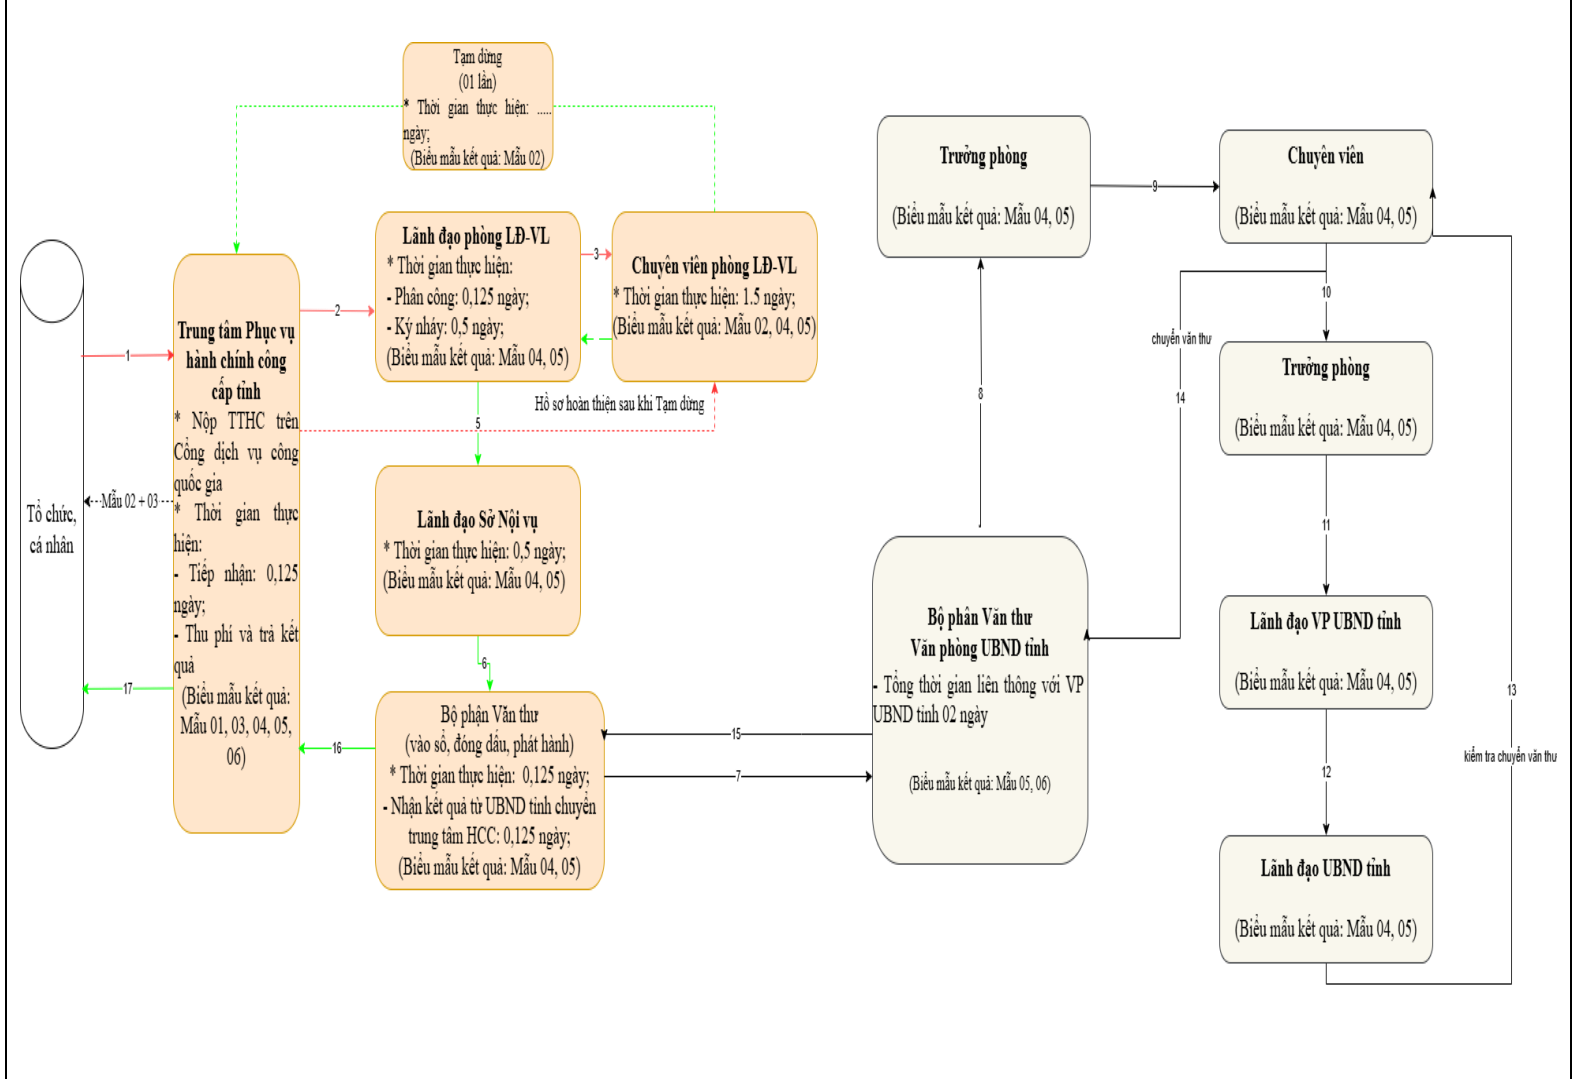 Tạm dừng
(01 lần)
* Thời gian thực hiện: .....
ngày;
(Biểu mẫu kết quả: Mẫu 02)
Tổ chức,
cá nhân
1
Mẫu 02 + 03
17
Trung tâm Phục vụ
hành chính công
cấp tỉnh
* Nộp TTHC trên
Cổng dịch vụ công
quốc gia
* Thời gian thực
hiện:
- Tiếp nhận: 0,125
ngày;
- Thu phí và trả kết
quả
(Biểu mẫu kết quả:
Mẫu 01, 03, 04, 05,
06)
2
Lãnh đạo phòng LĐ-VL
* Thời gian thực hiện:
- Phân công: 0,125 ngày;
- Ký nháy: 0,5 ngày;
(Biểu mẫu kết quả: Mẫu 04, 05)
3
Chuyên viên phòng LĐ-VL
* Thời gian thực hiện: 1.5 ngày;
(Biểu mẫu kết quả: Mẫu 02, 04, 05)
Hồ sơ hoàn thiện sau khi Tạm dừng
5
Lãnh đạo Sở Nội vụ
* Thời gian thực hiện: 0,5 ngày;
(Biểu mẫu kết quả: Mẫu 04, 05)
6
Bộ phận Văn thư
(vào sổ, đóng dấu, phát hành)
* Thời gian thực hiện: 0,125 ngày;
- Nhận kết quả từ UBND tỉnh chuyển
trung tâm HCC: 0,125 ngày;
(Biểu mẫu kết quả: Mẫu 04, 05)
16
15
7
Bộ phân Văn thư
Văn phòng UBND tỉnh
- Tổng thời gian liên thông với VP
UBND tỉnh 02 ngày
(Biểu mẫu kết quả: Mẫu 05, 06)
8
Trưởng phòng
(Biểu mẫu kết quả: Mẫu 04, 05)
9
Chuyên viên
(Biểu mẫu kết quả: Mẫu 04, 05)
10
chuyển văn thư
14
Trưởng phòng
(Biểu mẫu kết quả: Mẫu 04, 05)
11
Lãnh đạo VP UBND tỉnh
(Biểu mẫu kết quả: Mẫu 04, 05)
12
Lãnh đạo UBND tỉnh
(Biểu mẫu kết quả: Mẫu 04, 05)
13
kiểm tra chuyển văn thư